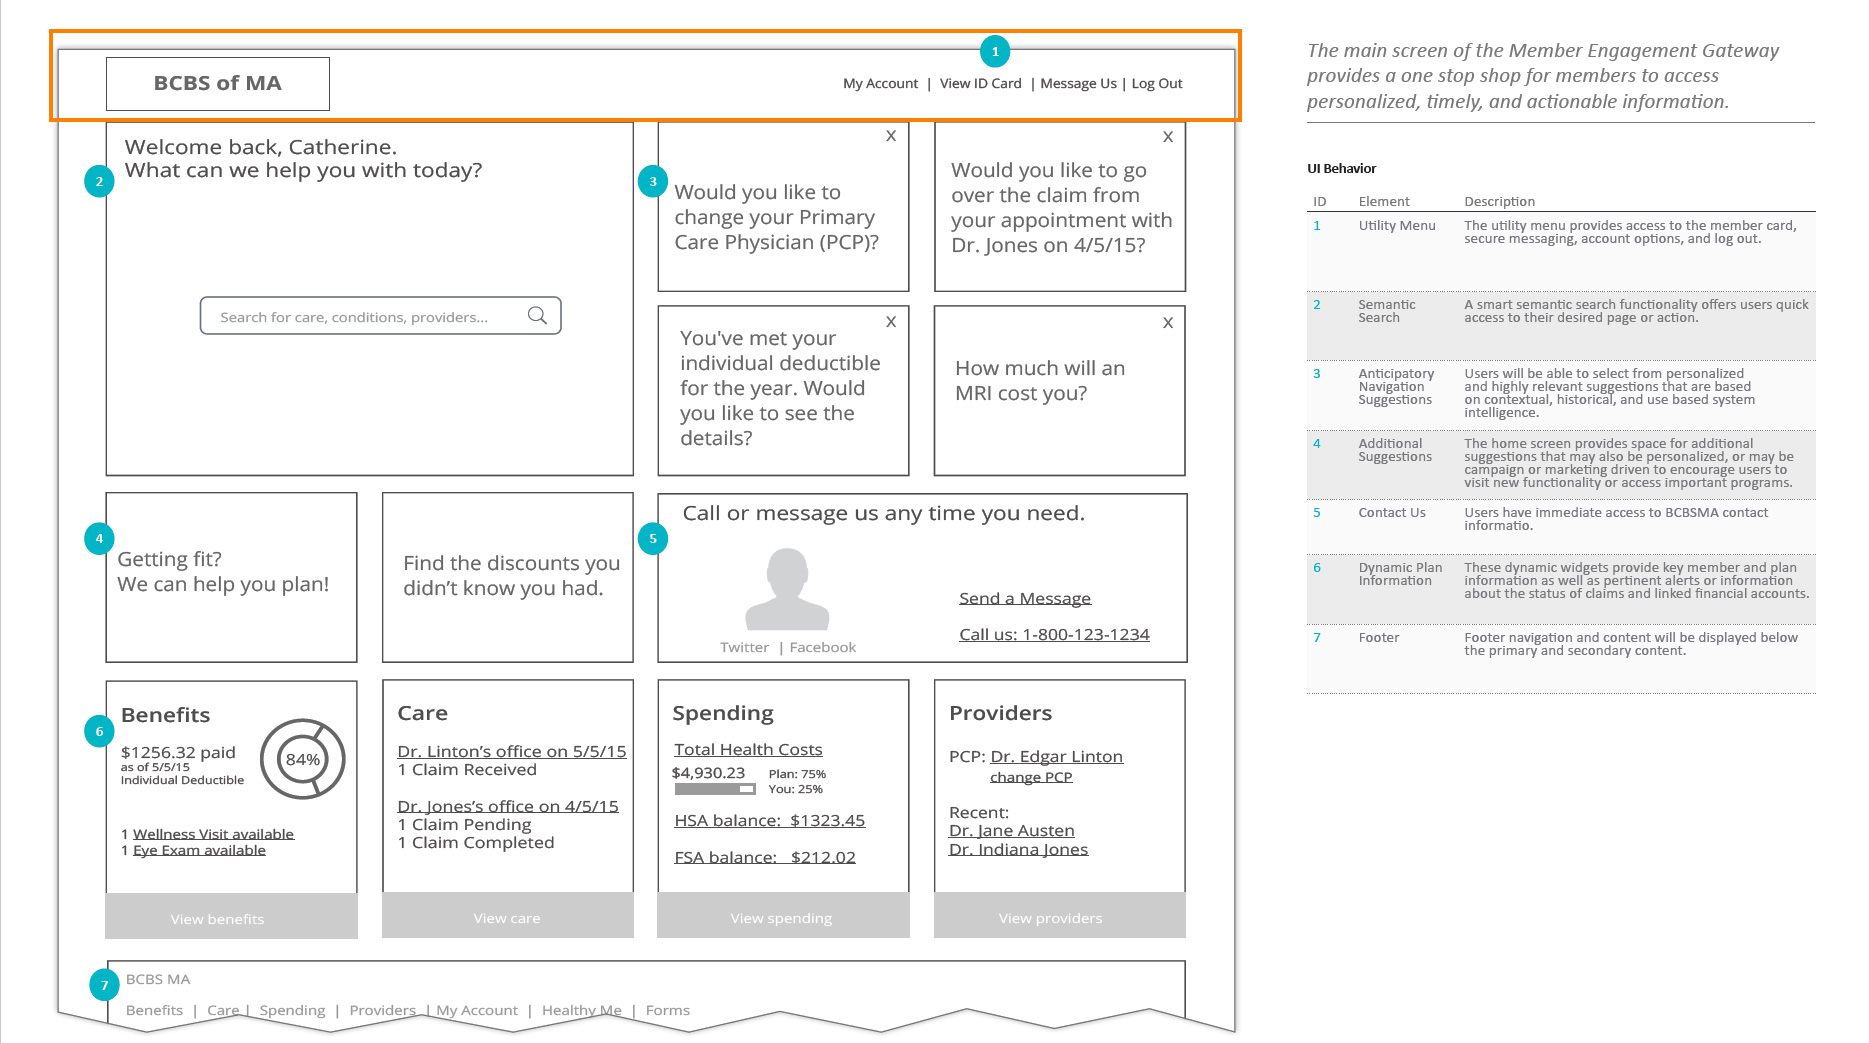 BCBS of MA
1
My Account | View ID Card | Message Us | Log Out
2
Welcome back, Catherine.
What can we help you with today?
Search for care, conditions, providers...
3
X
Would you like to
change your Primary
Care Physician (PCP)?
X
Would you like to go
over the claim from
your appointment with
Dr. Jones on 4/5/15?
X
You've met your
individual deductible
for the year. Would
you like to see the
details?
X
How much will an
MRI cost you?
4
Getting fit?
We can help you plan!
Find the discounts you
didn’t know you had.
5
Call or message us any time you need.
Twitter | Facebook
Send a Message
Call us: 1-800-123-1234
6
Benefits
$1256.32 paid
as of 5/5/15
Individual Deductible
84%
1 Wellness Visit available
1 Eye Exam available
View benefits
Care
Dr. Linton’s office on 5/5/15
1 Claim Received
Dr. Jones’s office on 4/5/15
1 Claim Pending
1 Claim Completed
View care
Spending
Total Health Costs
$4,930.23
Plan: 75%
You: 25%
HSA balance: $1323.45
FSA balance: $212.02
View spending
Providers
PCP: Dr. Edgar Linton
change PCP
Recent:
Dr. Jane Austen
Dr. Indiana Jones
View providers
7
BCBS MA
Benefits | Care | Spending | Providers | My Account | Healthy Me | Forms
The main screen of the Member Engagement Gateway
provides a one stop shop for members to access
personalized, timely, and actionable information.
UI Behavior
ID Element Description
1 Utility Menu The utility menu provides access to the member card,
secure messaging, account options, and log out.
2 Semantic A smart semantic search functionality offers users quick
Search access to their desired page or action.
3 Anticipatory Users will be able to select from personalized
Navigation and highly relevant suggestions that are based
Suggestions on contextual, historical, and use based system
intelligence.
4 Additional The home screen provides space for additional
Suggestions suggestions that may also be personalized, or may be
campaign or marketing driven to encourage users to
visit new functionality or access important programs.
5 Contact Us Users have immediate access to BCBSMA contact
informatio.
6 Dynamic Plan These dynamic widgets provide key member and plan
Information information as well as pertinent alerts or information
about the status of claims and linked financial accounts.
7 Footer Footer navigation and content will be displayed below
the primary and secondary content.